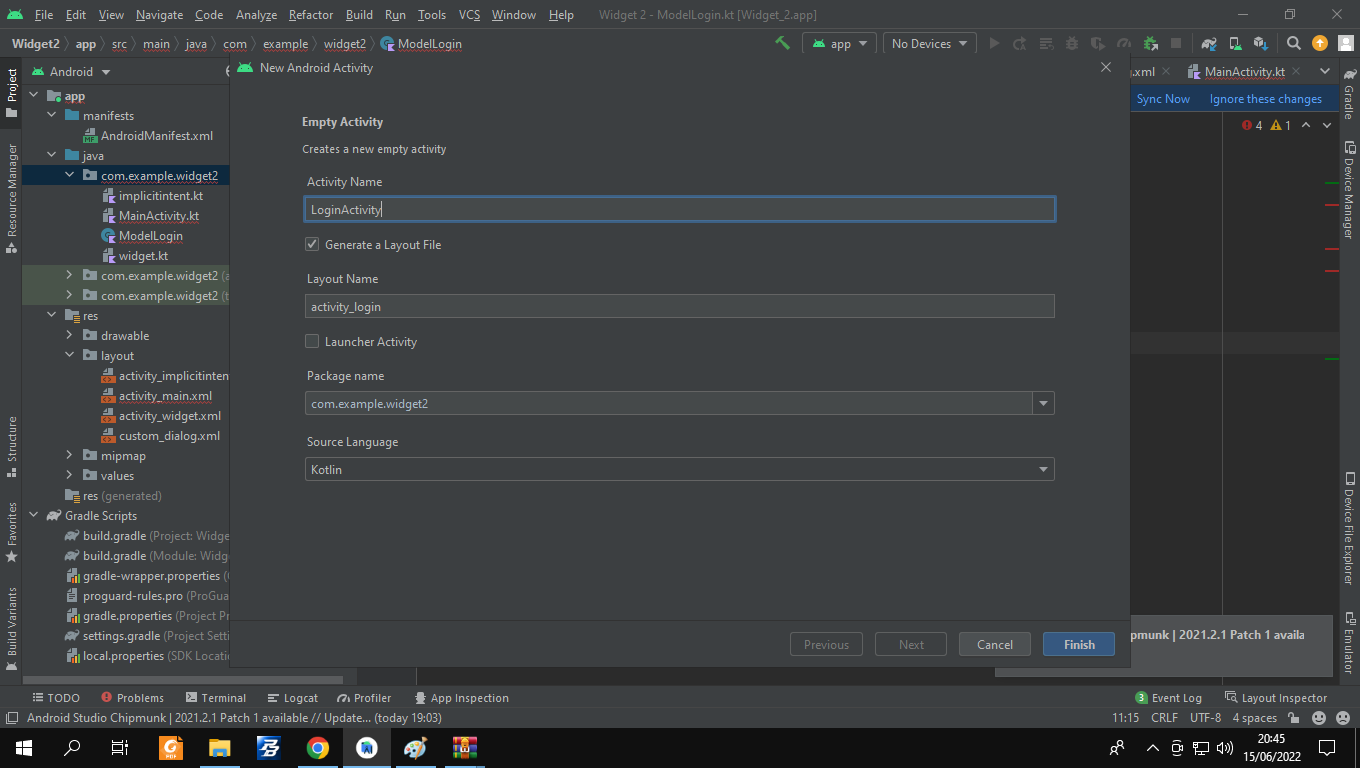 File Edit View Navigate Code Analyze Refactor Build Run Tools VCS Window Help Widget 2 - ModelLogin.kt [Widget_2.app]
Widget2 app src main java com example widget2 ModelLogin app No Devices
Project
Resource Manager
Structure
Favorites
Build Variants
Android
app
manifests
AndroidManifest.xml
java
com.example.widget2
implicitintent.kt
MainActivity.kt
ModelLogin
widget.kt
com.example.widget2 (a
com.example.widget2 (t
res
drawable
layout
activity_implicitinten
activity_main.xml
activity_widget.xml
custom_dialog.xml
mipmap
values
res (generated)
Gradle Scripts
build.gradle (Project: Widge
build.gradle (Module: Widg
gradle-wrapper.properties
proguard-rules.pro (ProGua
gradle.properties (Project Pr
settings.gradle (Project Setti
local.properties (SDK Locatio
New Android Activity
Empty Activity
Creates a new empty activity
Activity Name
LoginActivity
Generate a Layout File
Layout Name
activity_login
Launcher Activity
Package name
com.example.widget2
Source Language
Kotlin
Previous Next Cancel Finish
.xml MainActivity.kt
Sync Now Ignore these changes
4 1
pmunk | 2021.2.1 Patch 1 availa
Gradle
Device Manager
Device File Explorer
Emulator
TODO Problems Terminal Logcat Profiler App Inspection 3 Event Log Layout Inspector
Android Studio Chipmunk | 2021.2.1 Patch 1 available // Update... (today 19:03) 11:15 CRLF UTF-8 4 spaces
PDF
20:45
15/06/2022